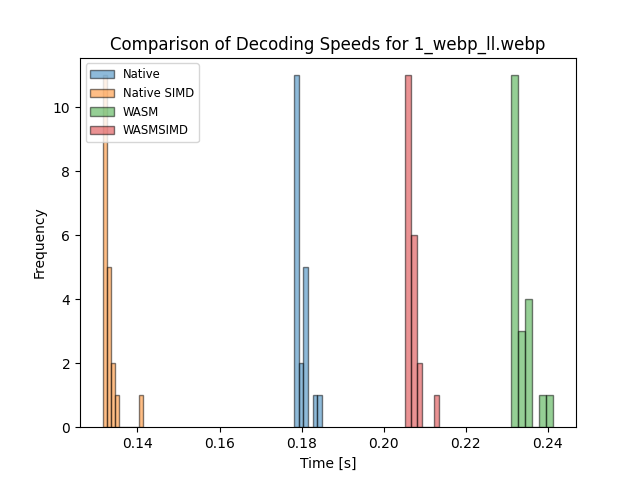 Comparison of Decoding Speeds for 1_webp_ll.webp
Native
Native SIMD
WASM
WASMSIMD
Frequency
10
8
6
4
2
0
0.14 0.16 0.18 0.20 0.22 0.24
Time [s]